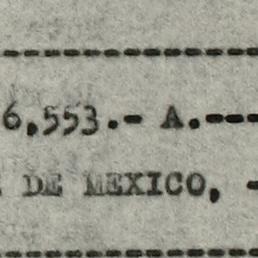 6,553.- A.---
DE MEXICO, -